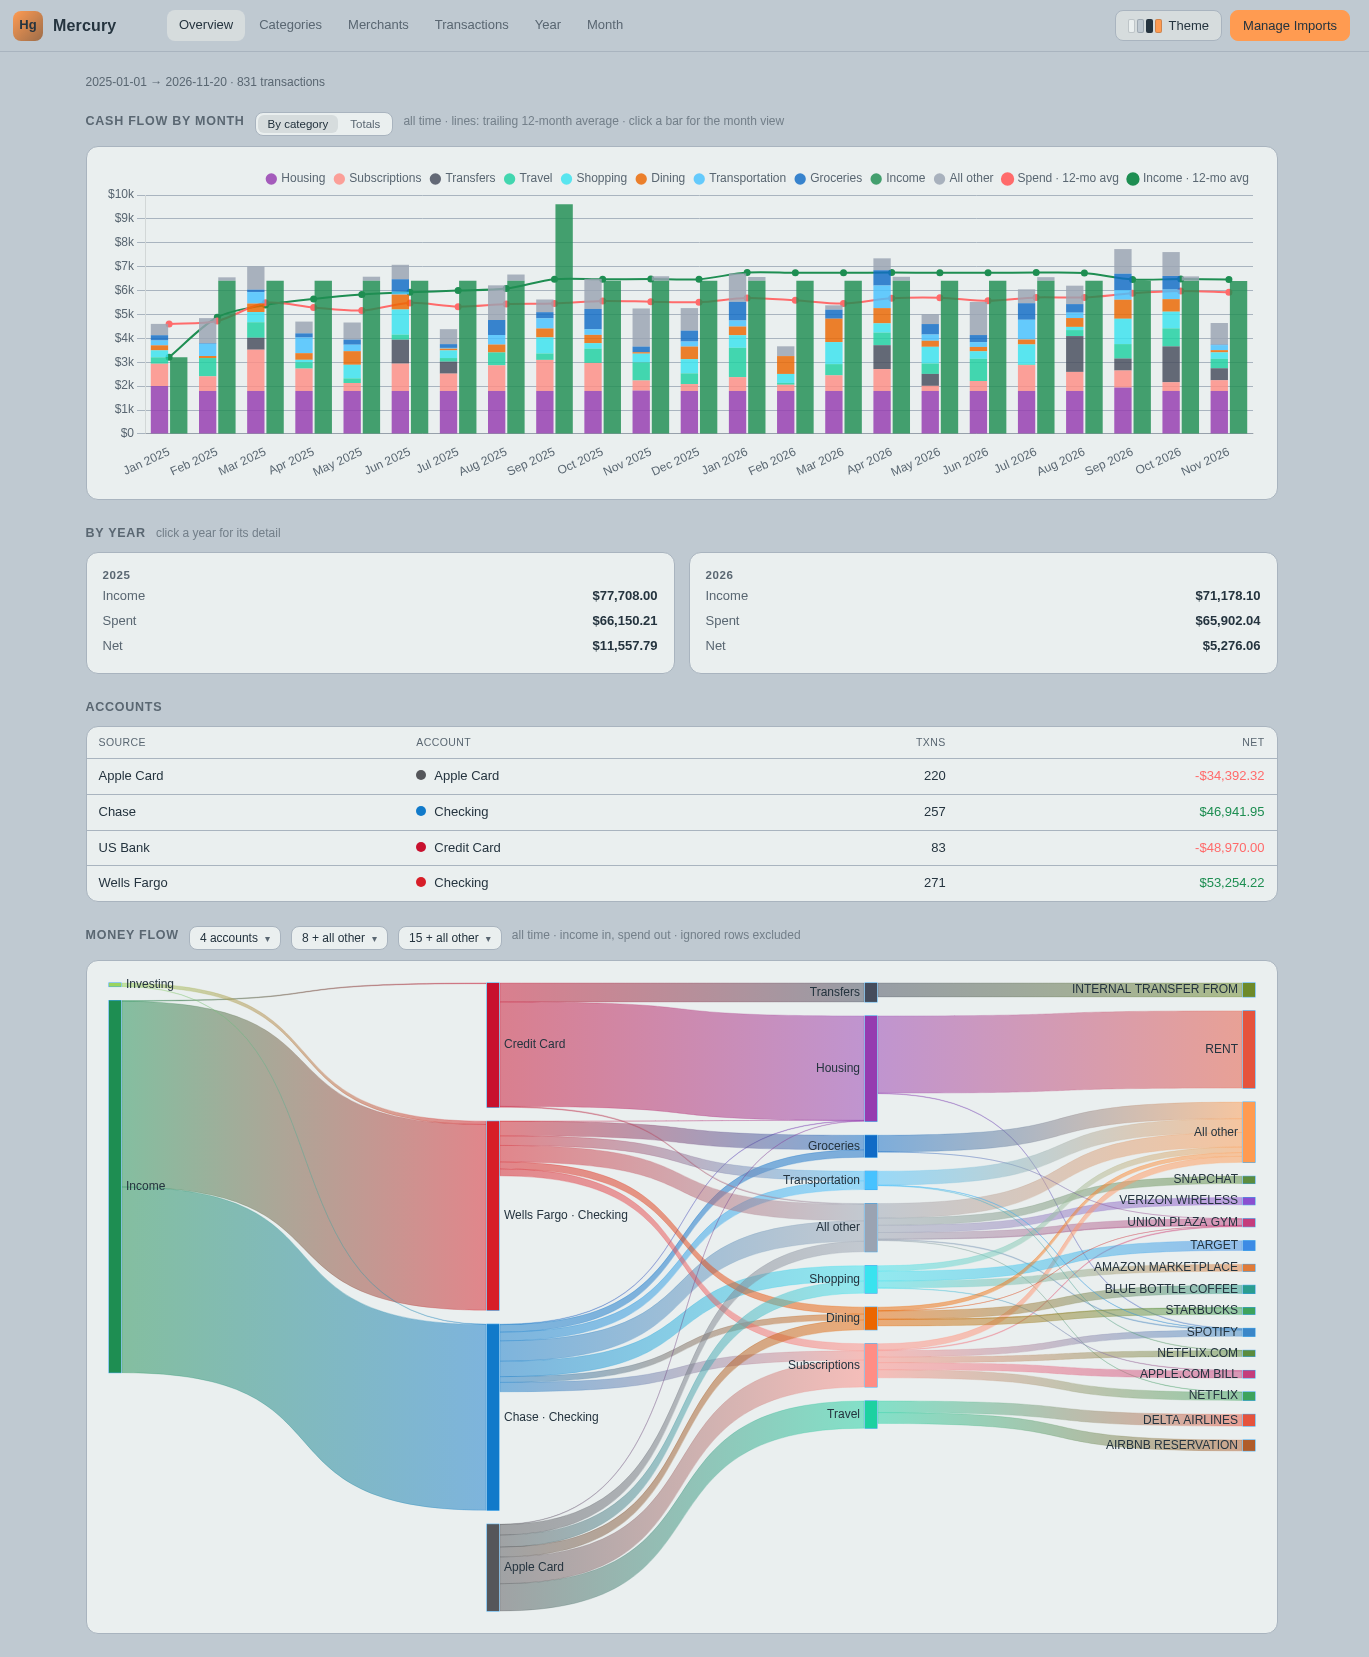 Hg Mercury Overview Categories Merchants Transactions Year Month Theme Manage Imports
2025-01-01 → 2026-11-20 · 831 transactions
CASH FLOW BY MONTH By category Totals all time · lines: trailing 12-month average · click a bar for the month view
Housing Subscriptions Transfers Travel Shopping Dining Transportation Groceries Income All other Spend · 12-mo avg Income · 12-mo avg
$10k
$9k
$8k
$7k
$6k
$5k
$4k
$3k
$2k
$1k
$0
Jan 2025 Feb 2025 Mar 2025 Apr 2025 May 2025 Jun 2025 Jul 2025 Aug 2025 Sep 2025 Oct 2025 Nov 2025 Dec 2025 Jan 2026 Feb 2026 Mar 2026 Apr 2026 May 2026 Jun 2026 Jul 2026 Aug 2026 Sep 2026 Oct 2026 Nov 2026
BY YEAR click a year for its detail
2025
Income $77,708.00
Spent $66,150.21
Net $11,557.79
2026
Income $71,178.10
Spent $65,902.04
Net $5,276.06
ACCOUNTS
SOURCE ACCOUNT TXNS NET
Apple Card Apple Card 220 -$34,392.32
Chase Checking 257 $46,941.95
US Bank Credit Card 83 -$48,970.00
Wells Fargo Checking 271 $53,254.22
MONEY FLOW 4 accounts ▾ 8 + all other ▾ 15 + all other ▾ all time · income in, spend out · ignored rows excluded
Investing
Income
Credit Card
Wells Fargo · Checking
Chase · Checking
Apple Card
Transfers
Housing
Groceries
Transportation
All other
Shopping
Dining
Subscriptions
Travel
INTERNAL TRANSFER FROM
RENT
All other
SNAPCHAT
VERIZON WIRELESS
UNION PLAZA GYM
TARGET
AMAZON MARKETPLACE
BLUE BOTTLE COFFEE
STARBUCKS
SPOTIFY
NETFLIX.COM
APPLE.COM BILL
NETFLIX
DELTA AIRLINES
AIRBNB RESERVATION